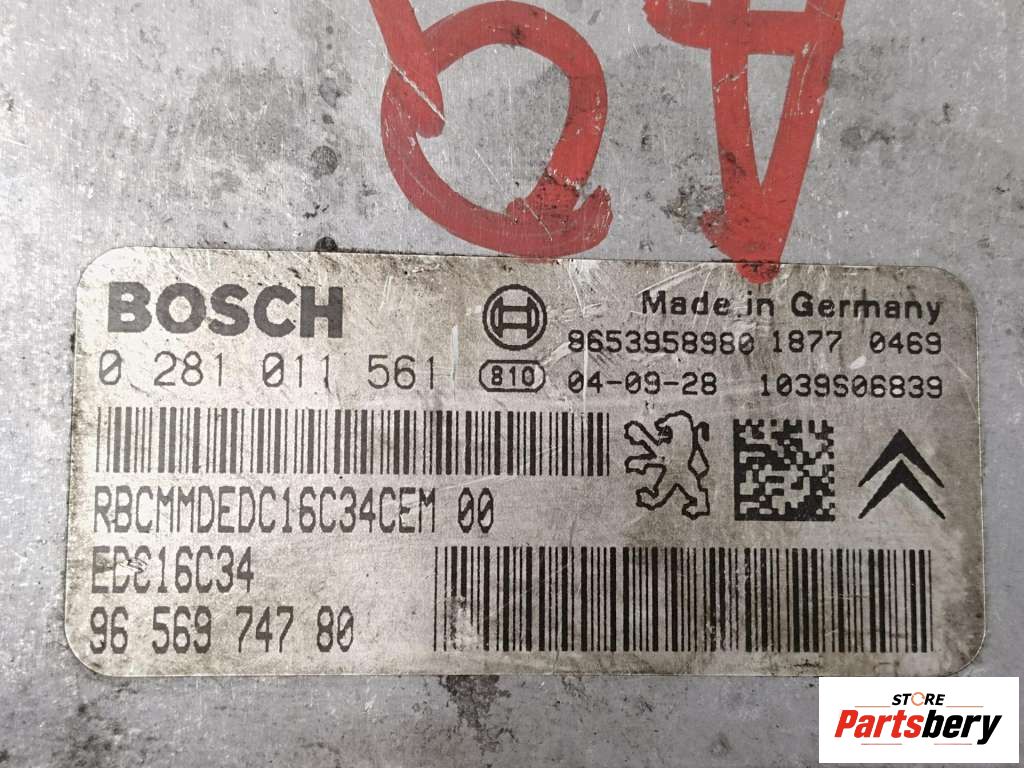 BOSCH
Made in Germany
9653958980 1877 0469
0 281 011 561 810 04-09-28 1039S06839
RBCMMDEDC16C34CEM 00
EDC16C34
96 569 747 80
STORE
Partsbery